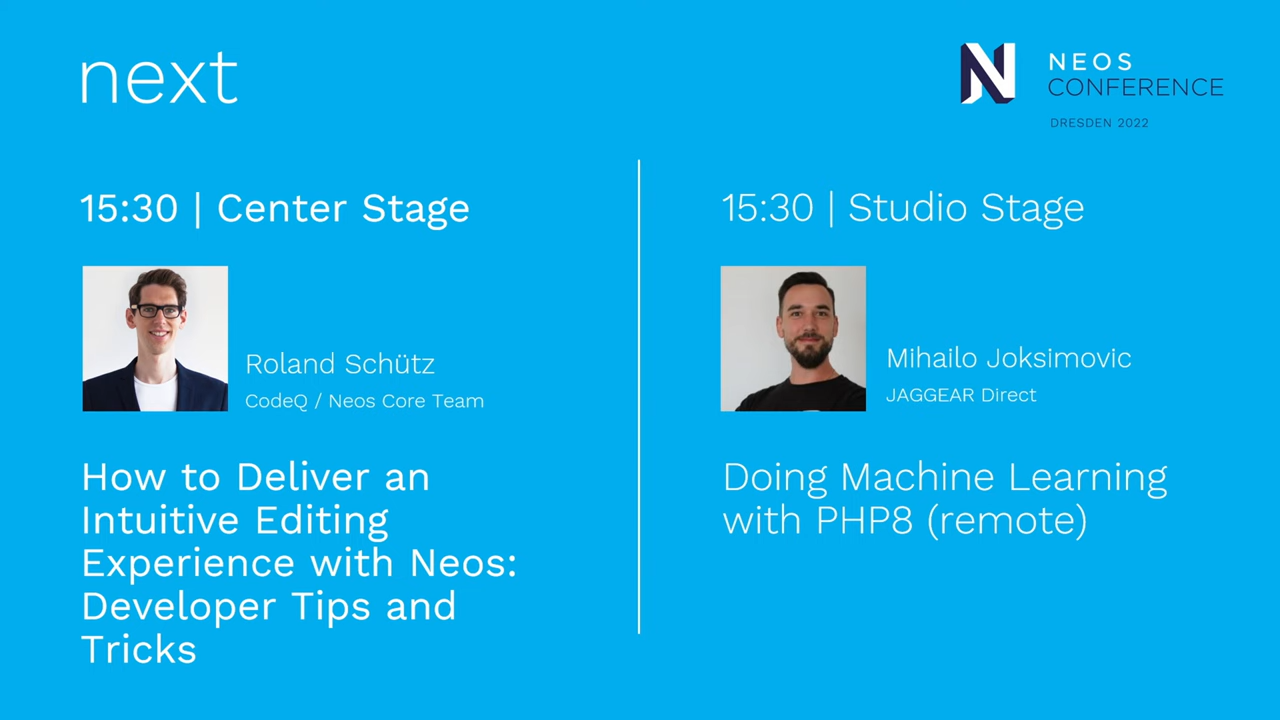 next
NEOS
CONFERENCE
DRESDEN 2022
15:30 | Center Stage
Roland Schütz
CodeQ / Neos Core Team
How to Deliver an
Intuitive Editing
Experience with Neos:
Developer Tips and
Tricks
15:30 | Studio Stage
Mihailo Joksimovic
JAGGEAR Direct
Doing Machine Learning
with PHP8 (remote)